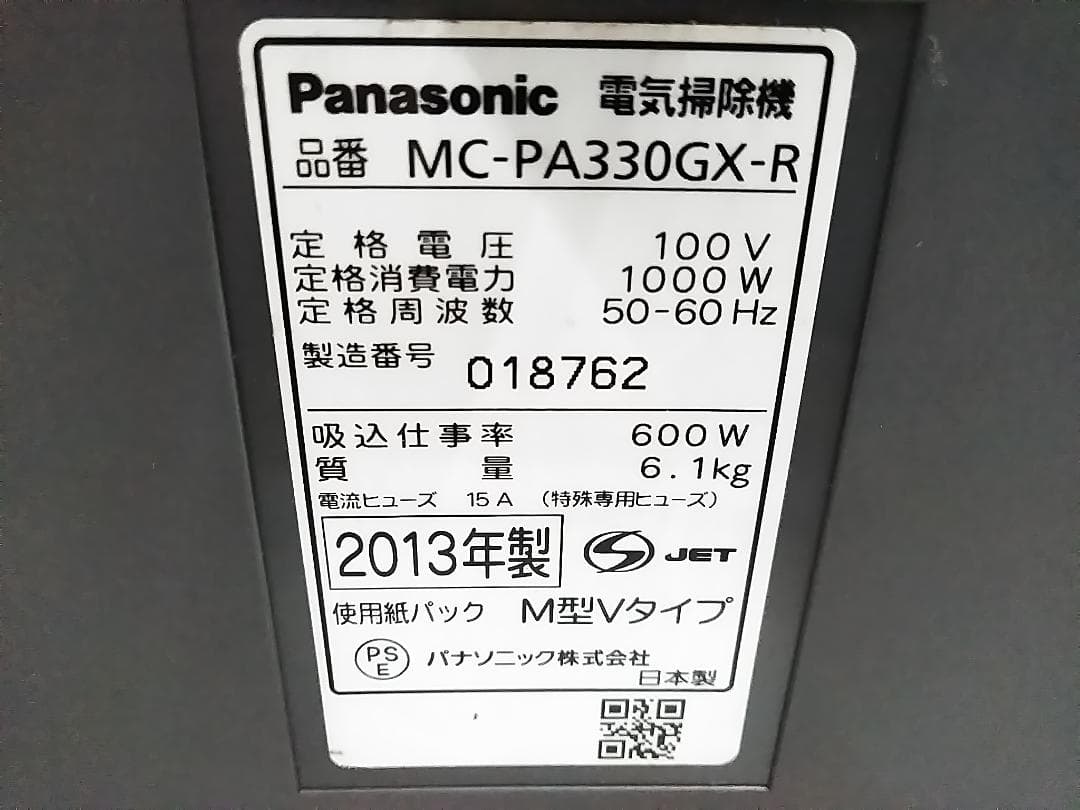 Panasonic 電気掃除機
品番 MC-PA330GX-R
定格電圧 100V
定格消費電力 1000W
定格周波数 50-60Hz
製造番号 018762
吸込仕事率 600W
質量 6.1kg
電流ヒューズ 15A (特殊専用ヒューズ)
2013年製 S JET
使用紙パック M型Vタイプ
PSE パナソニック株式会社
日本製